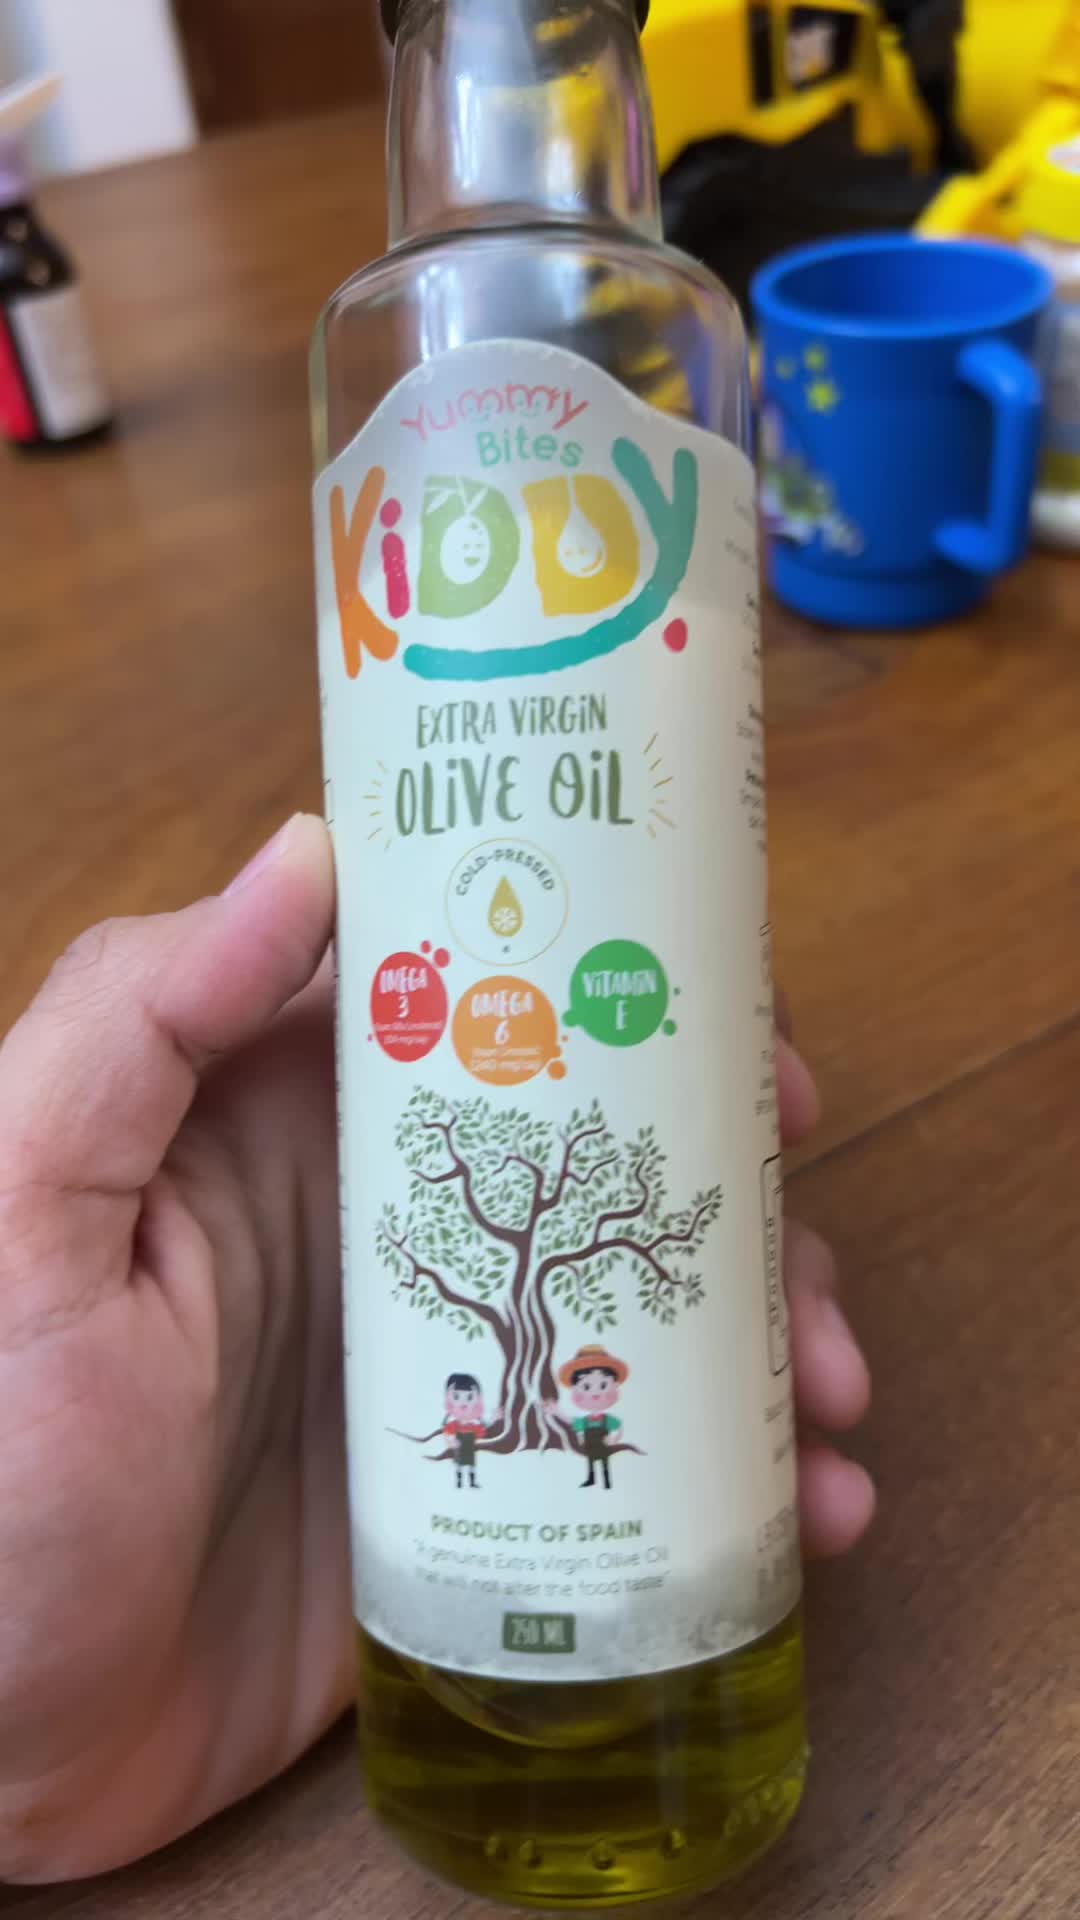 Yummy
Bites
KiDDy
EXTRA VIRGIN
OLIVE OIL
COLD-PRESSED
OMEGA
3
OMEGA
6
VITAMIN
E
PRODUCT OF SPAIN
"A genuine Extra Virgin Olive Oil
that will not alter the food taste"
250 ML